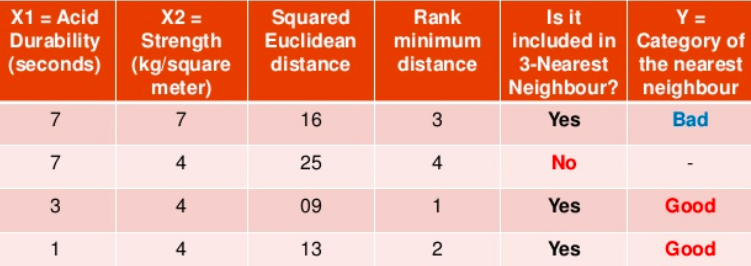 X1 = Acid Durability (seconds) X2 = Strength (kg/square meter) Squared Euclidean distance Rank minimum distance Is it included in 3-Nearest Neighbour? Y = Category of the nearest neighbour
7 7 16 3 Yes Bad
7 4 25 4 No -
3 4 09 1 Yes Good
1 4 13 2 Yes Good